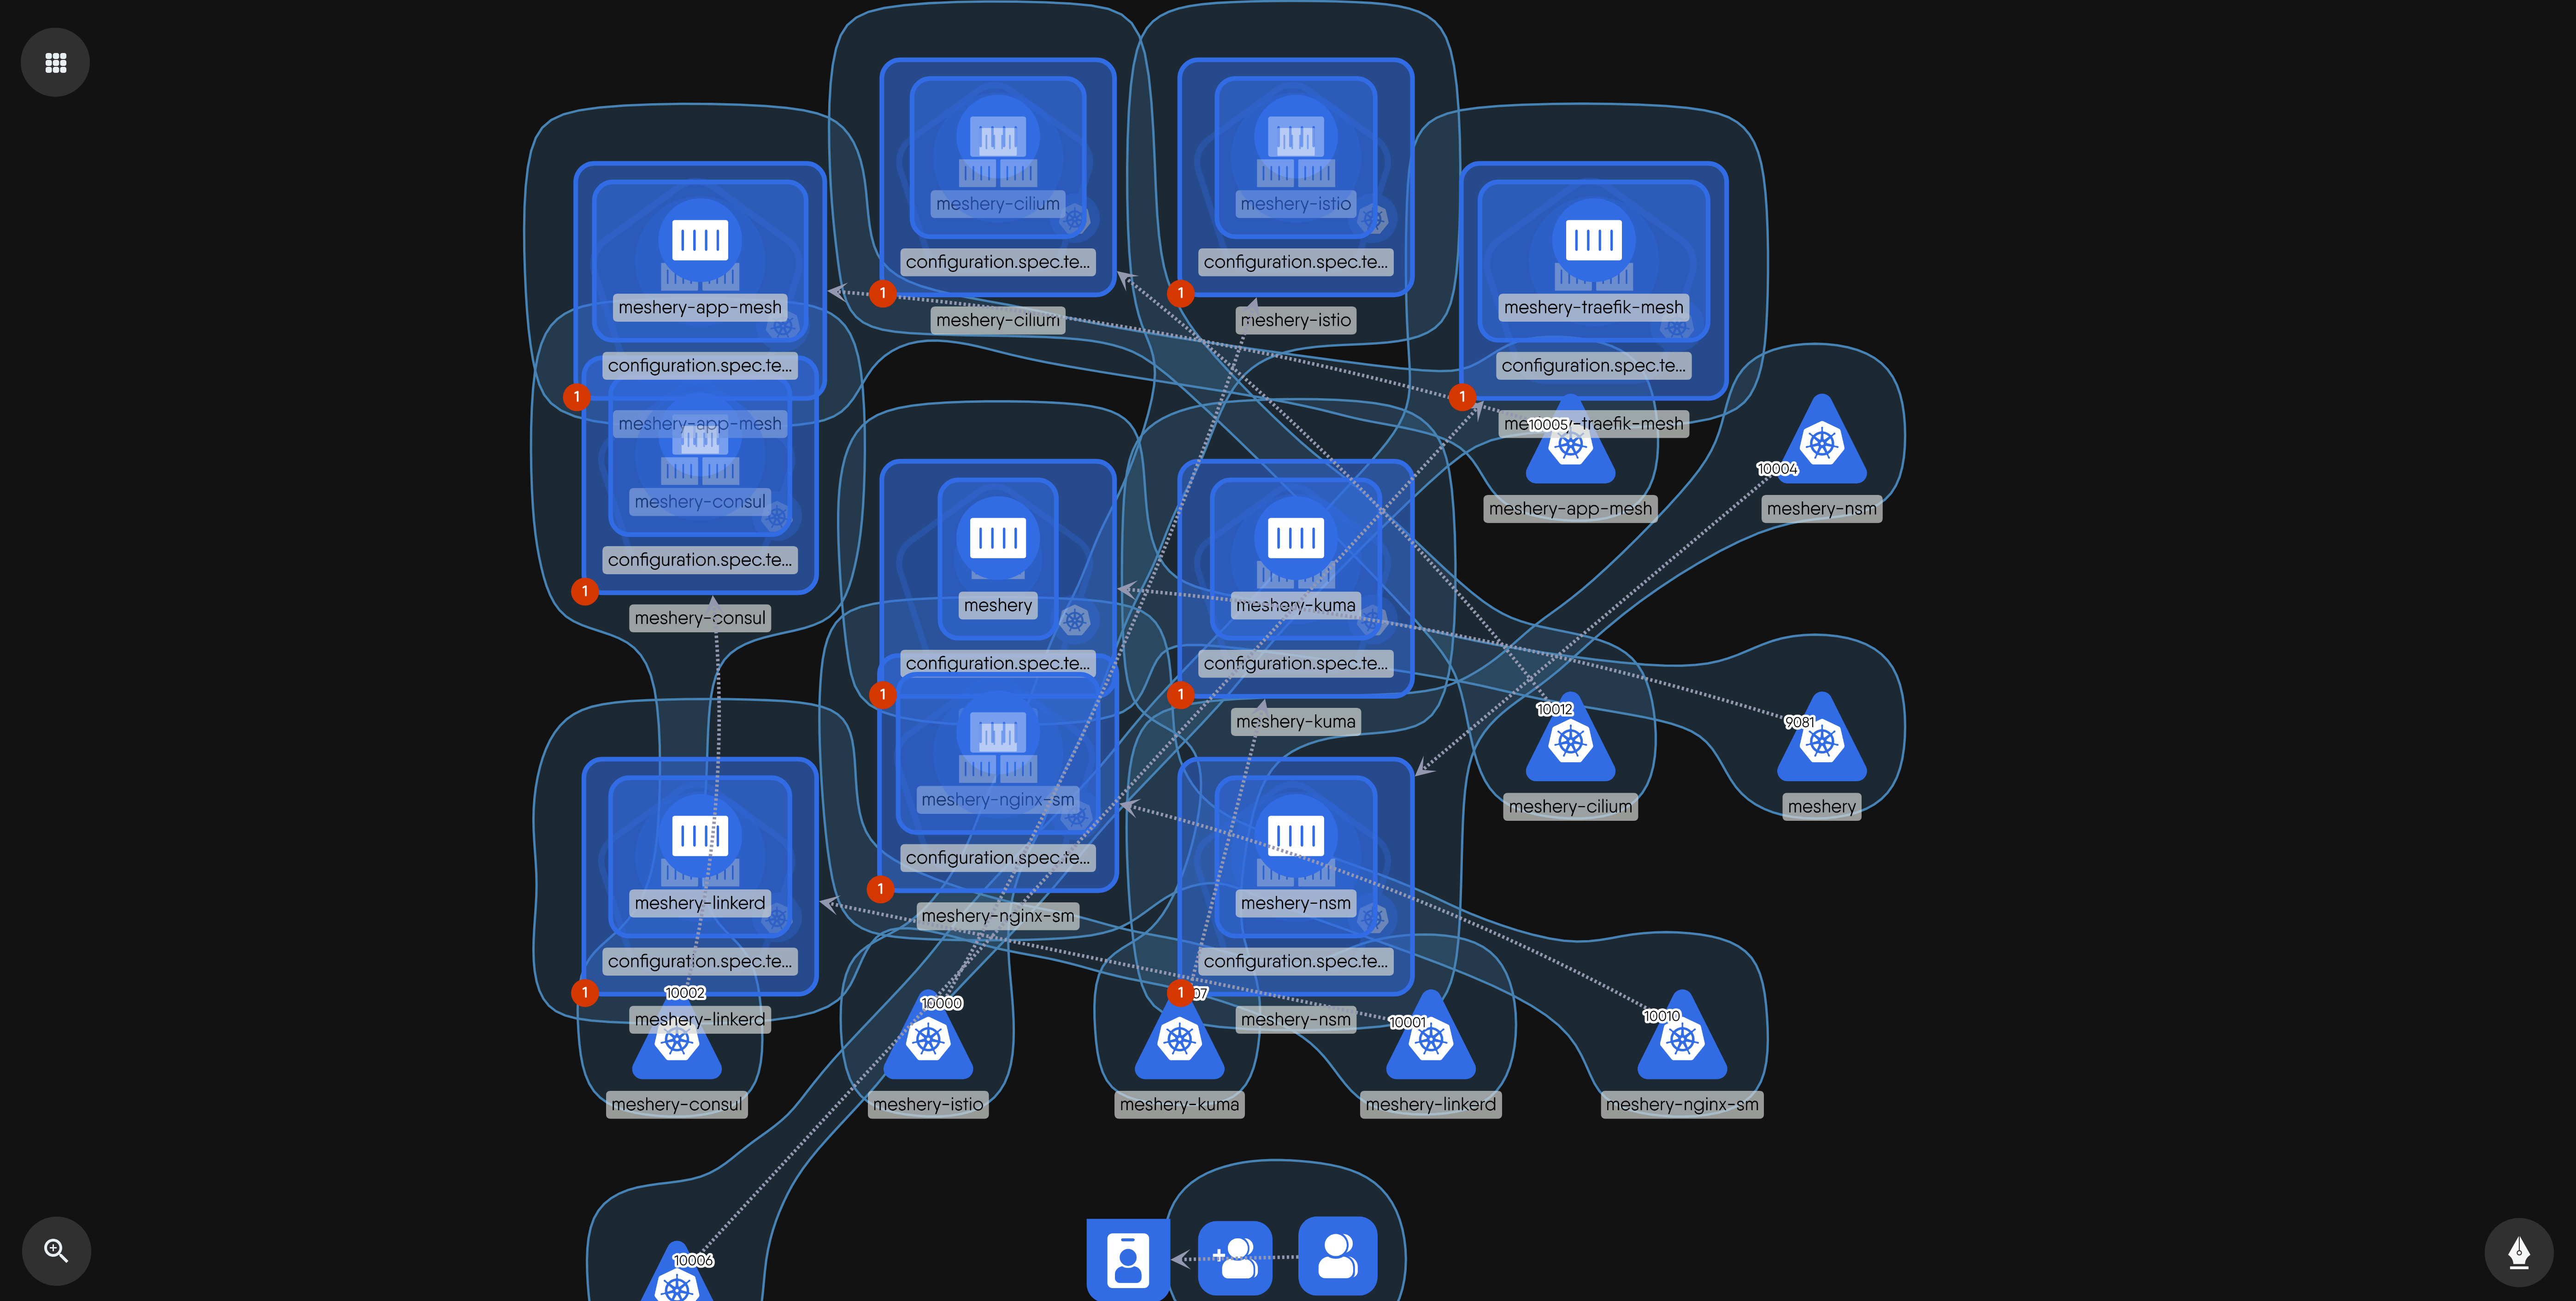 meshery-cilium
meshery-istio
configuration.spec.te...
configuration.spec.te...
1
1
meshery-cilium
meshery-istio
meshery-app-mesh
meshery-traefik-mesh
configuration.spec.te...
configuration.spec.te...
1
1
meshery-app-mesh
-traefik-mesh
10005
10004
meshery-consul
meshery-app-mesh
meshery-nsm
configuration.spec.te...
1
meshery-consul
meshery
meshery-kuma
configuration.spec.te...
configuration.spec.te...
1
1
meshery-kuma
10012
9081
meshery-nginx-sm
meshery-cilium
meshery
configuration.spec.te...
1
meshery-nginx-sm
meshery-linkerd
meshery-nsm
configuration.spec.te...
configuration.spec.te...
1
10002
10000
1
07
meshery-linkerd
meshery-nsm
10001
10010
meshery-consul
meshery-istio
meshery-kuma
meshery-linkerd
meshery-nginx-sm
10006